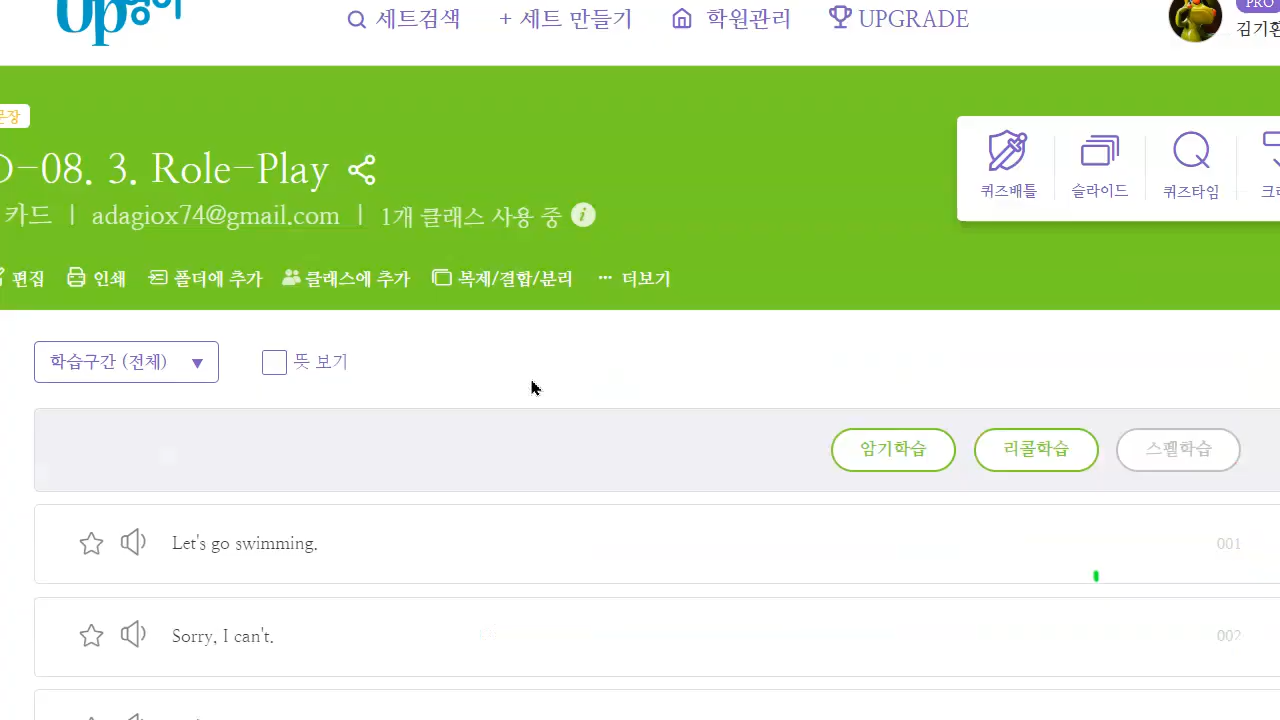 Up영어
세트검색
+ 세트 만들기
학원관리
UPGRADE
PRO
김기환
문장
-08. 3. Role-Play
카드 | adagiox74@gmail.com | 1개 클래스 사용 중 i
퀴즈배틀
슬라이드
퀴즈타임
편집
인쇄
폴더에 추가
클래스에 추가
복제/결합/분리
··· 더보기
학습구간 (전체) ▼
뜻 보기
암기학습
리콜학습
스펠학습
Let's go swimming.
001
Sorry, I can't.
002